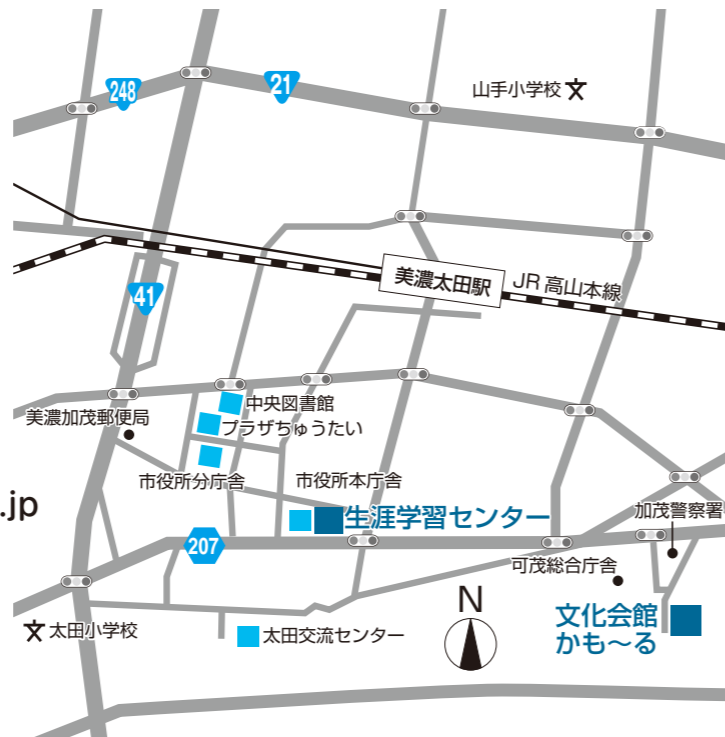 248
21
山手小学校
美濃太田駅
JR 高山本線
41
中央図書館
美濃加茂郵便局
プラザちゅうたい
市役所分庁舎
市役所本庁舎
.jp
生涯学習センター
加茂警察署
207
可茂総合庁舎
N
文化会館
かも～る
太田小学校
太田交流センター